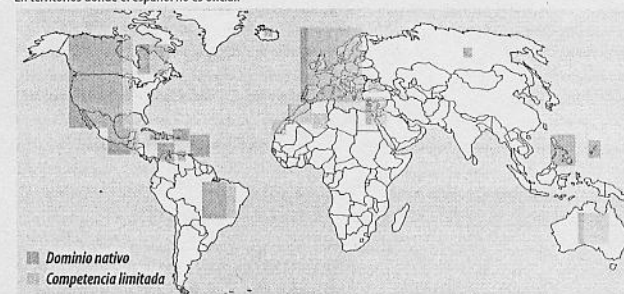 En territorios donde el español no es oficial
Dominio nativo
Competencia limitada